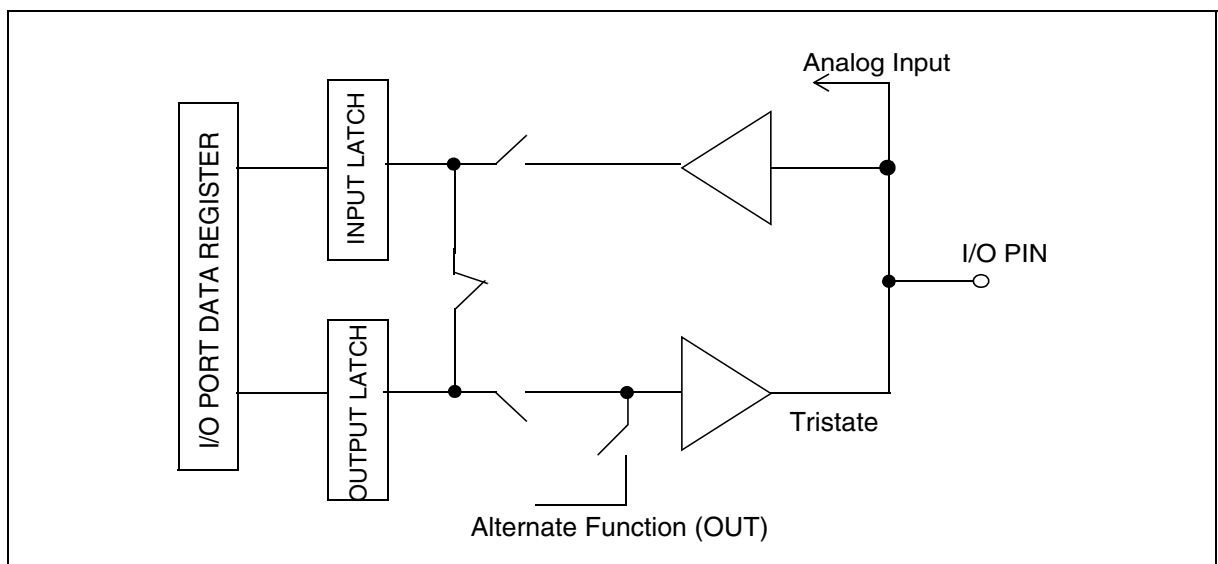 Analog Input
I/O PORT DATA REGISTER
INPUT LATCH
I/O PIN
OUTPUT LATCH
Tristate
Alternate Function (OUT)